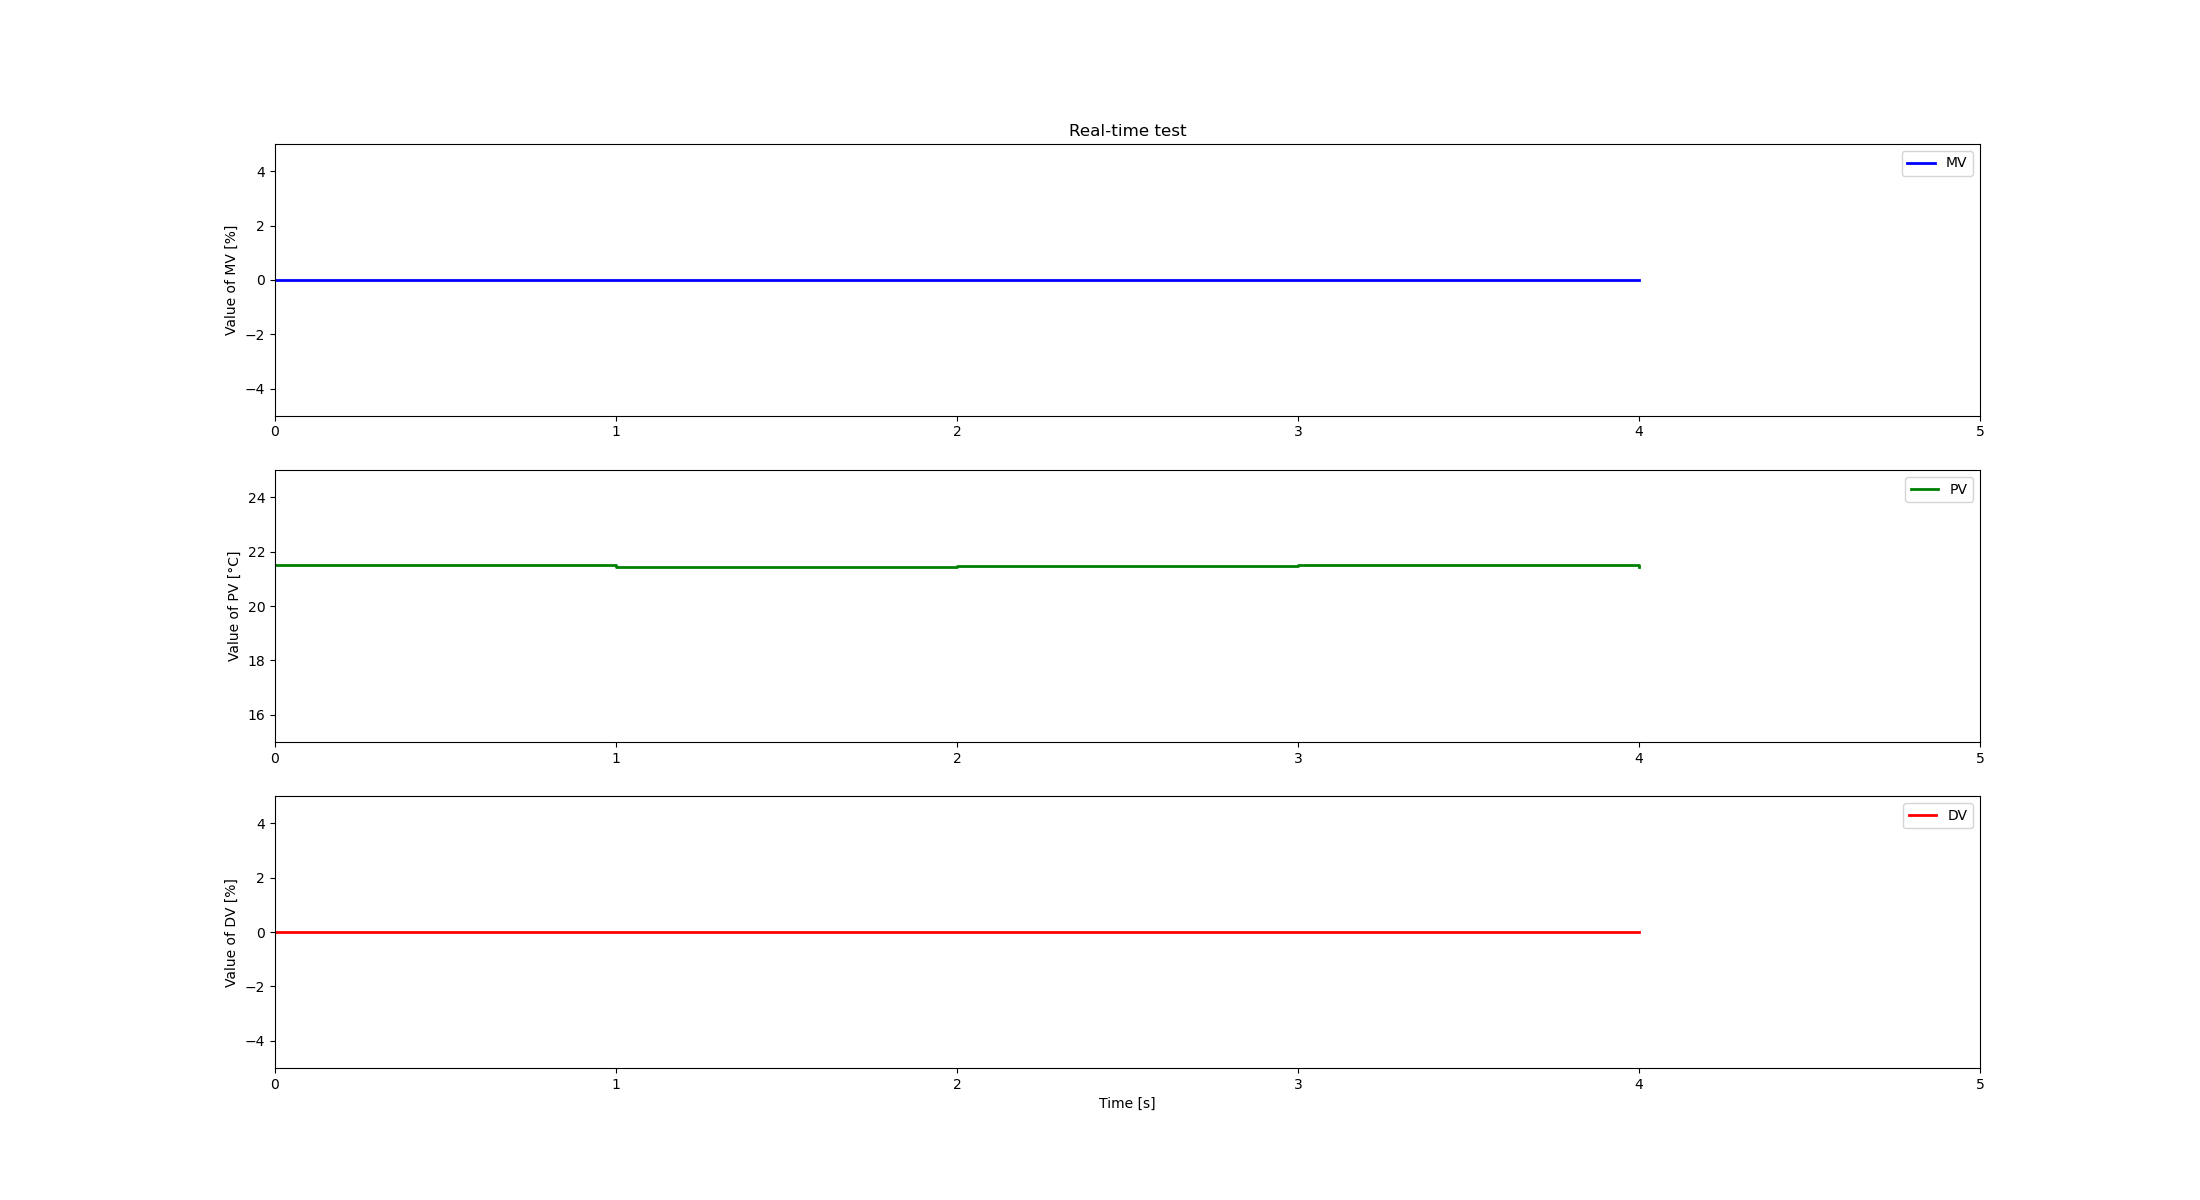 Real-time test
MV
Value of MV [%]
4
2
0
−2
−4
0 1 2 3 4 5
PV
Value of PV [°C]
24
22
20
18
16
0 1 2 3 4 5
DV
Value of DV [%]
4
2
0
−2
−4
0 1 2 3 4 5
Time [s]